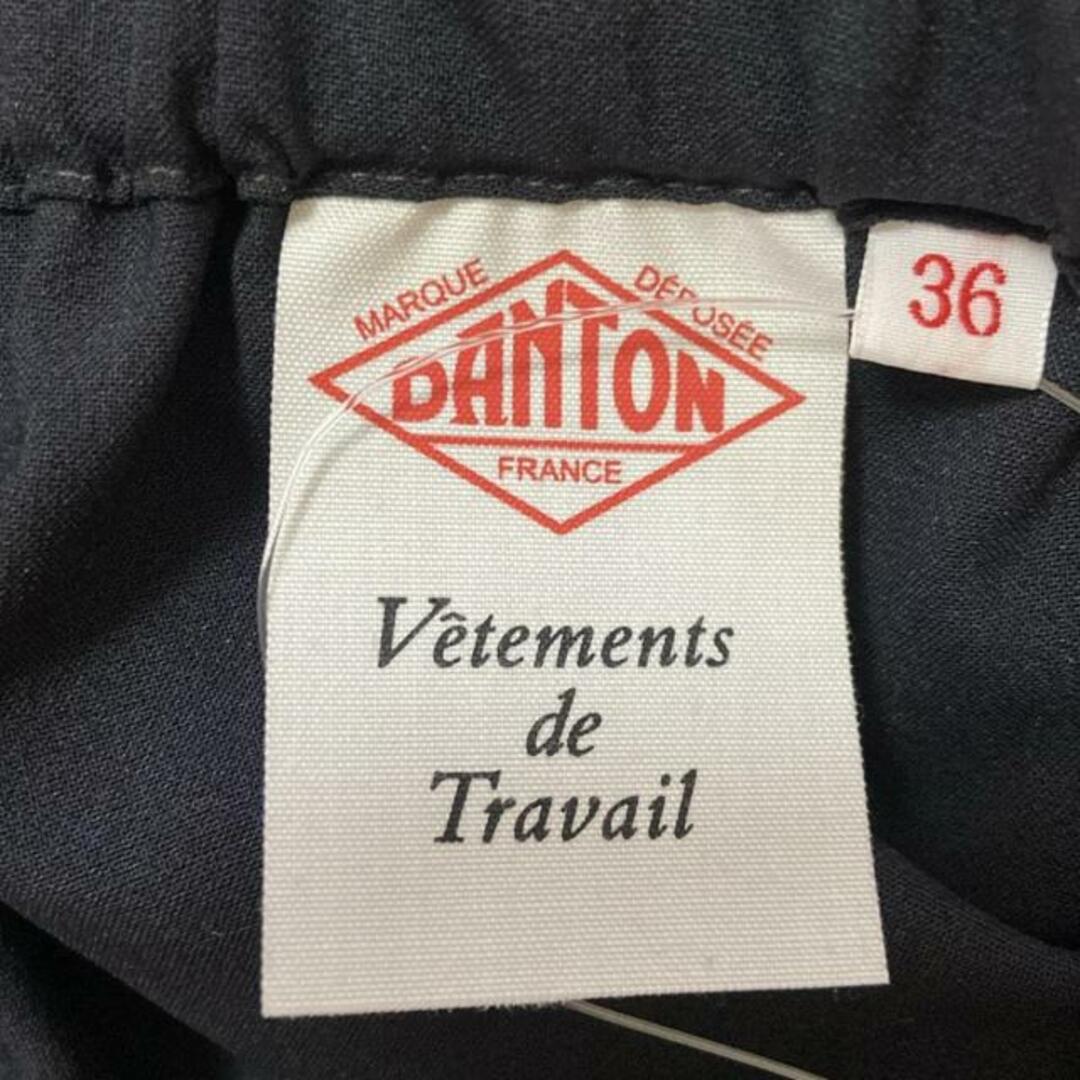 MARQUE DÉPOSÉE
DANTON
FRANCE
36
Vêtements
de
Travail